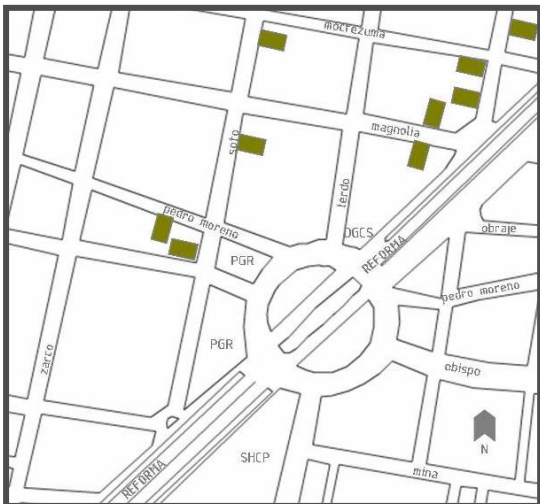 moctezuma
magnolia
soto
lerdo
pedro moreno
DGCS
obraje
REFORMA
PGR
pedro moreno
PGR
zarco
obispo
N
SHCP
mina
REFORMA